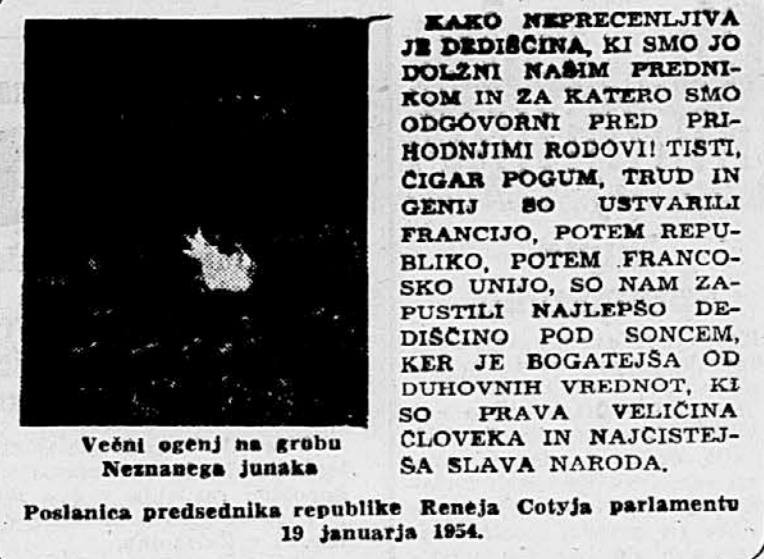 KAKO NEPRECENLJIVA
JE DEDIŠČINA, KI SMO JO
DOLŽNI NAŠIM PREDNI-
KOM IN ZA KATERO SMO
ODGOVORNI PRED PRI-
HODNJIMI RODOVI! TISTI,
ČIGAR POGUM, TRUD IN
GENIJ SO USTVARILI
FRANCIJO, POTEM REPU-
BLIKO, POTEM FRANCO-
SKO UNIJO, SO NAM ZA-
PUSTILI NAJLEPŠO DE-
DIŠČINO POD SONCEM,
KER JE BOGATEJŠA OD
DUHOVNIH VREDNOT, KI
SO PRAVA VELIČINA
ČLOVEKA IN NAJČISTEJ-
ŠA SLAVA NARODA.
Večni ogenj na grobu
Neznanega junaka
Poslanica predsednika republike Renéja Cotyja parlamentu
19 januarja 1954.